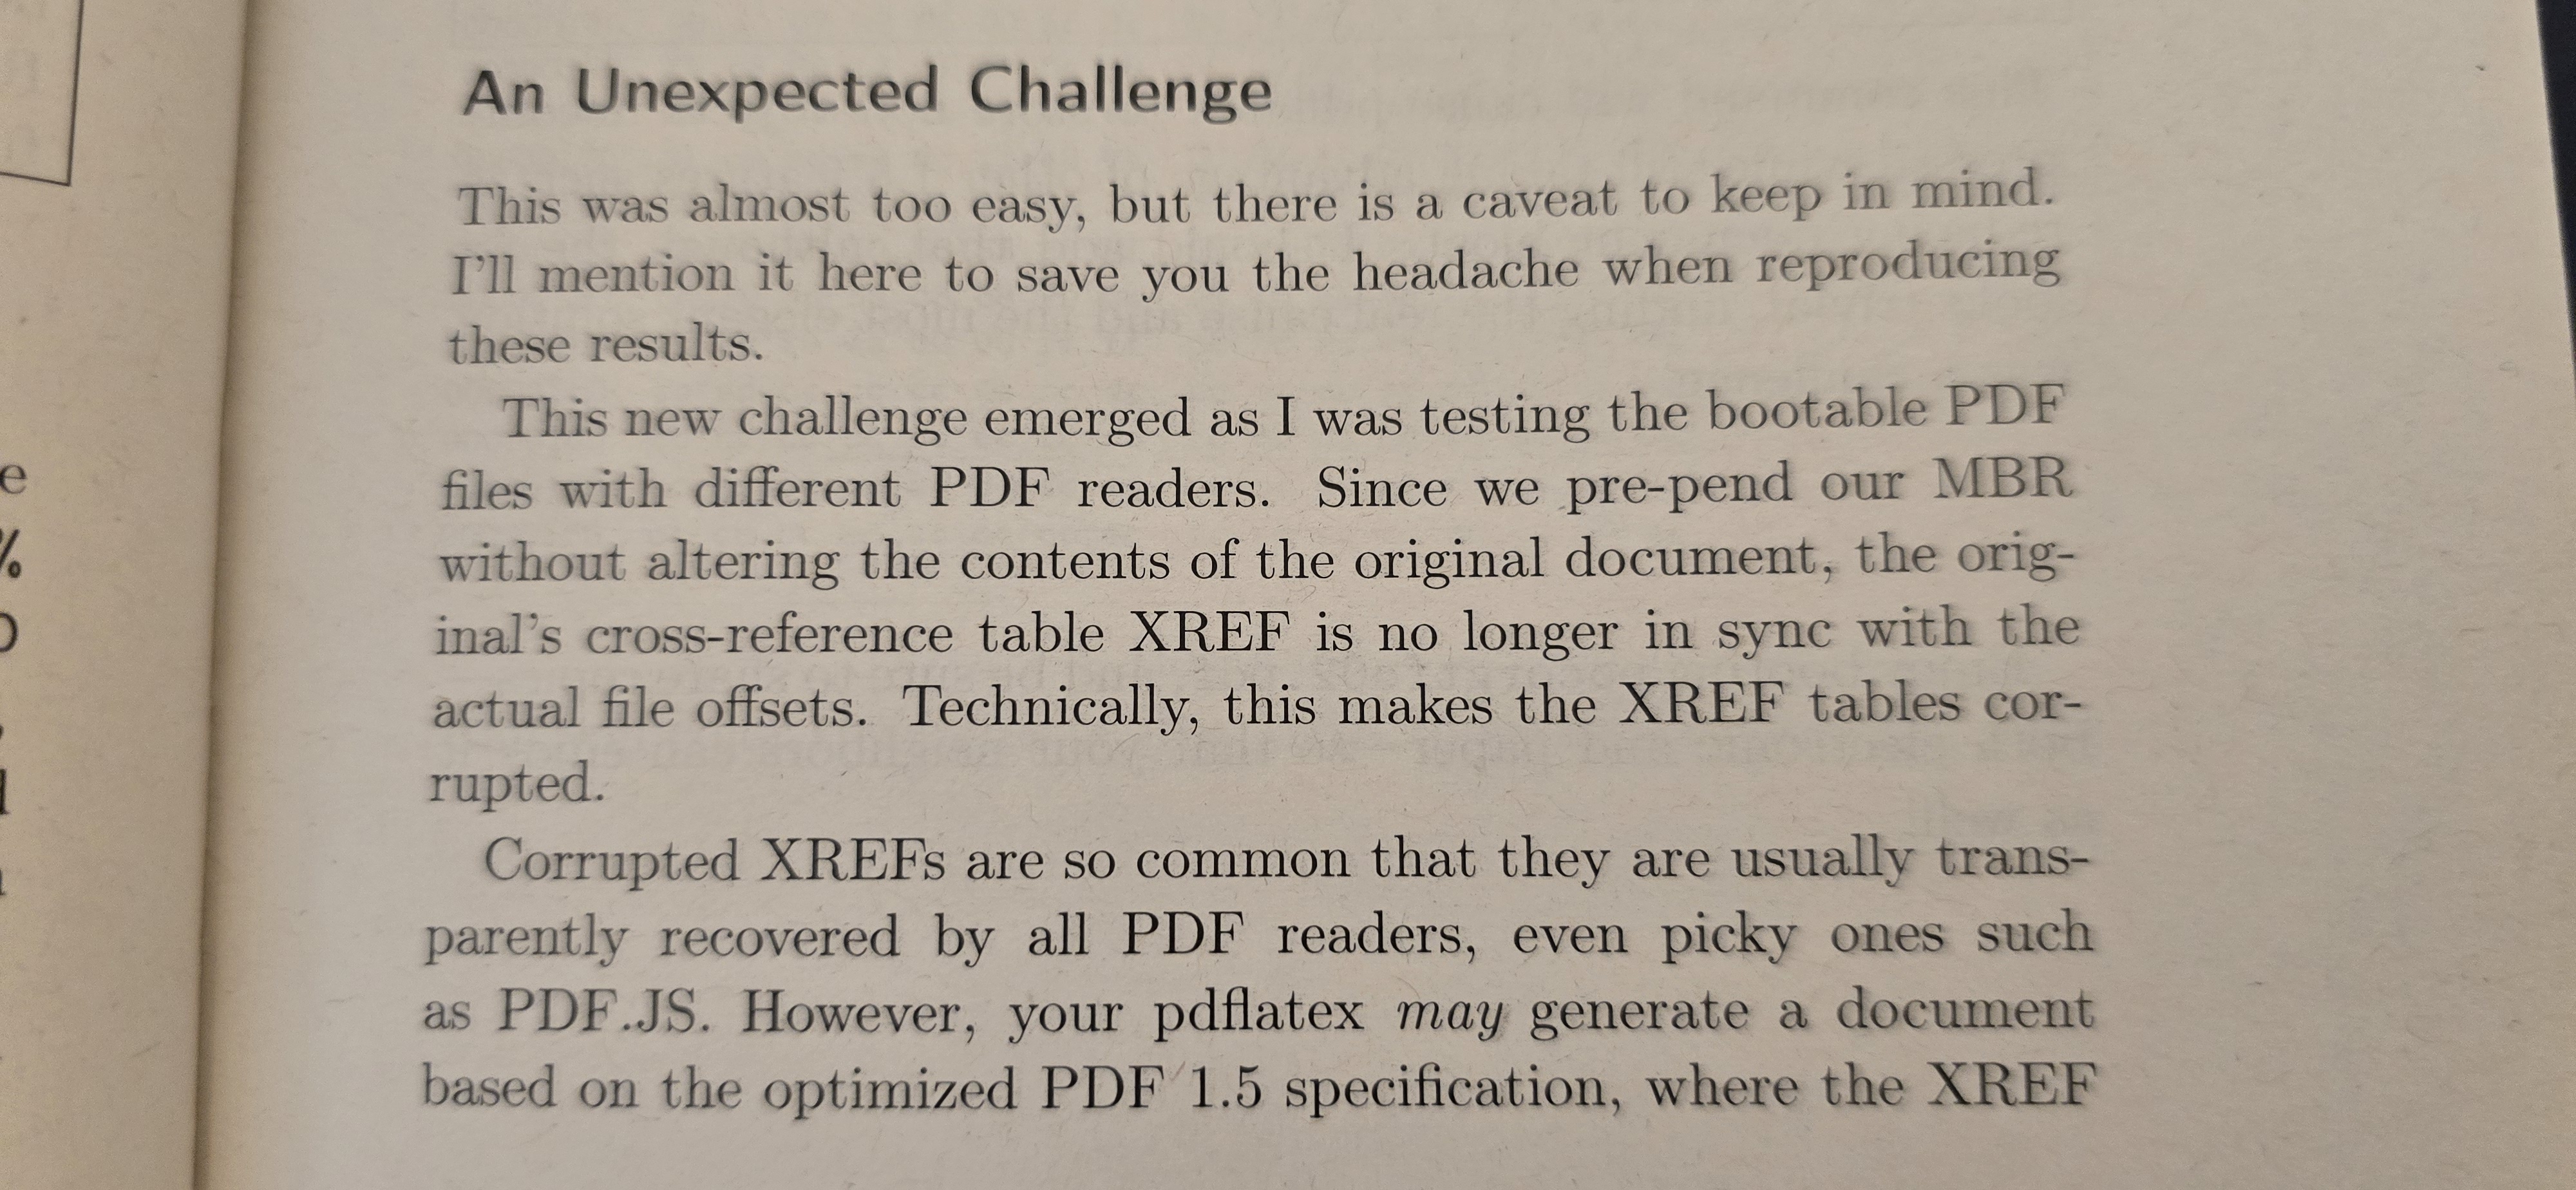 An Unexpected Challenge
This was almost too easy, but there is a caveat to keep in mind.
I'll mention it here to save you the headache when reproducing
these results.
This new challenge emerged as I was testing the bootable PDF
files with different PDF readers. Since we pre-pend our MBR
without altering the contents of the original document, the orig-
inal's cross-reference table XREF is no longer in sync with the
actual file offsets. Technically, this makes the XREF tables cor-
rupted.
Corrupted XREFs are so common that they are usually trans-
parently recovered by all PDF readers, even picky ones such
as PDF.JS. However, your pdflatex may generate a document
based on the optimized PDF 1.5 specification, where the XREF